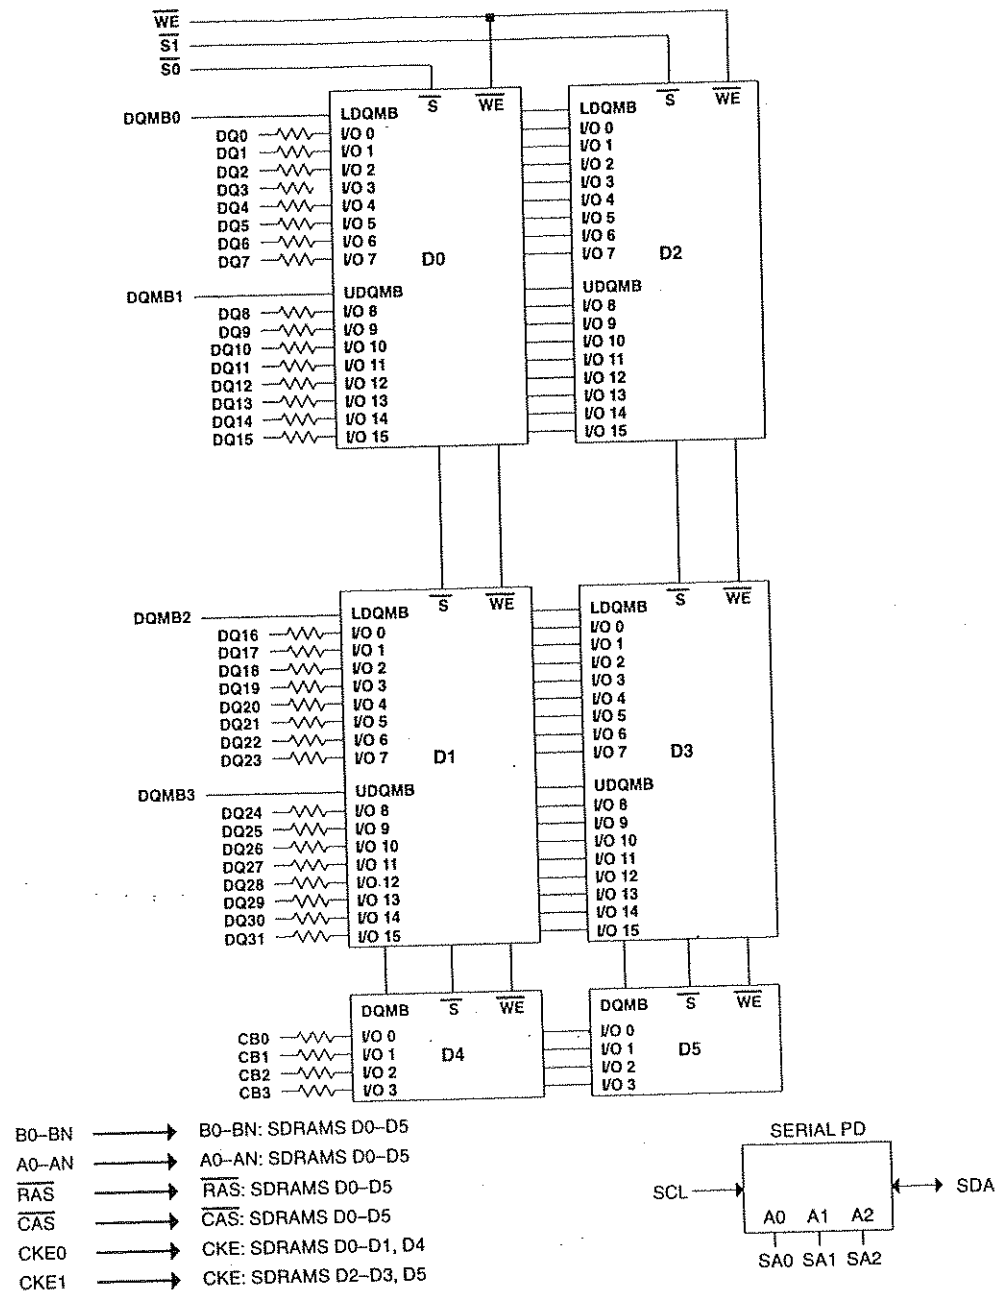 WE
S1
S0
S WE
S WE
DQMB0 LDQMB LDQMB
DQ0 I/O 0 I/O 0
DQ1 I/O 1 I/O 1
DQ2 I/O 2 I/O 2
DQ3 I/O 3 I/O 3
DQ4 I/O 4 I/O 4
DQ5 I/O 5 I/O 5
DQ6 I/O 6 I/O 6
DQ7 I/O 7 D0 I/O 7 D2
DQMB1 UDQMB UDQMB
DQ8 I/O 8 I/O 8
DQ9 I/O 9 I/O 9
DQ10 I/O 10 I/O 10
DQ11 I/O 11 I/O 11
DQ12 I/O 12 I/O 12
DQ13 I/O 13 I/O 13
DQ14 I/O 14 I/O 14
DQ15 I/O 15 I/O 15
S WE S WE
DQMB2 LDQMB LDQMB
DQ16 I/O 0 I/O 0
DQ17 I/O 1 I/O 1
DQ18 I/O 2 I/O 2
DQ19 I/O 3 I/O 3
DQ20 I/O 4 I/O 4
DQ21 I/O 5 I/O 5
DQ22 I/O 6 I/O 6
DQ23 I/O 7 D1 I/O 7 D3
DQMB3 UDQMB UDQMB
DQ24 I/O 8 I/O 8
DQ25 I/O 9 I/O 9
DQ26 I/O 10 I/O 10
DQ27 I/O 11 I/O 11
DQ28 I/O 12 I/O 12
DQ29 I/O 13 I/O 13
DQ30 I/O 14 I/O 14
DQ31 I/O 15 I/O 15
DQMB S WE DQMB S WE
CB0 I/O 0 I/O 0
CB1 I/O 1 D4 I/O 1 D5
CB2 I/O 2 I/O 2
CB3 I/O 3 I/O 3
B0–BN B0–BN: SDRAMS D0–D5
A0–AN A0–AN: SDRAMS D0–D5
RAS RAS: SDRAMS D0–D5
CAS CAS: SDRAMS D0–D5
CKE0 CKE: SDRAMS D0–D1, D4
CKE1 CKE: SDRAMS D2–D3, D5
SERIAL PD
SCL SDA
A0 A1 A2
SA0 SA1 SA2